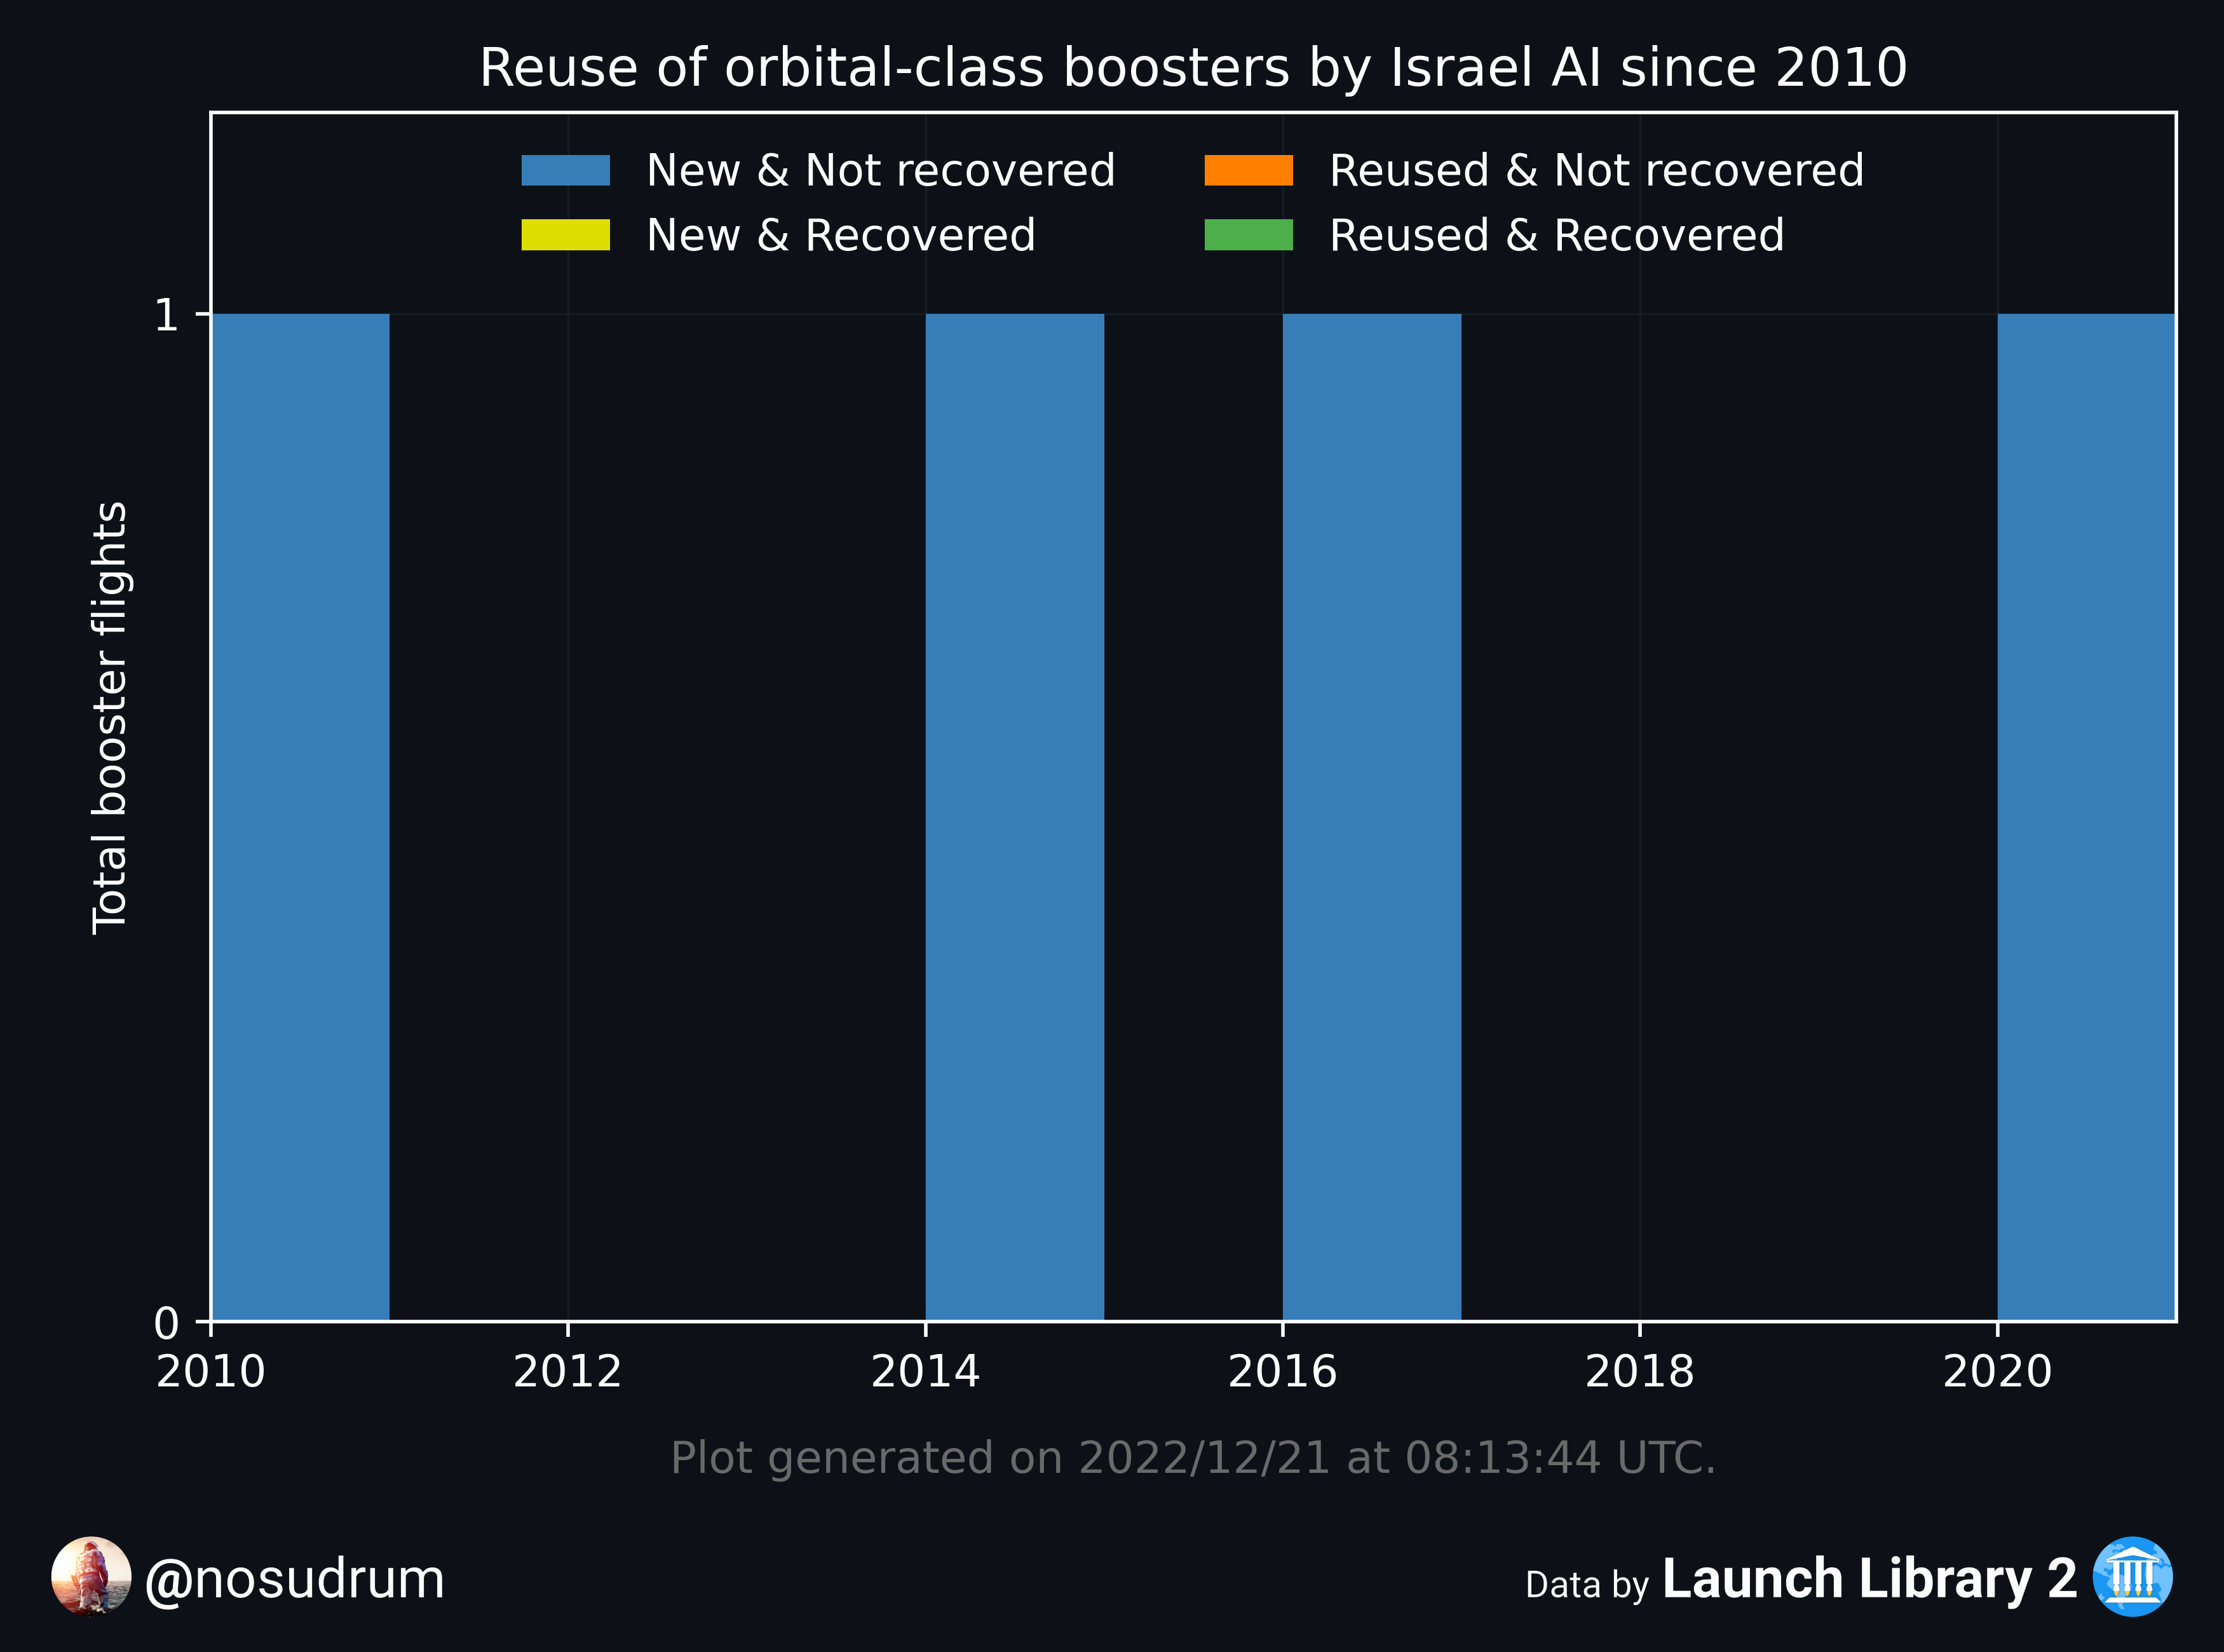 Reuse of orbital-class boosters by Israel AI since 2010
New & Not recovered
New & Recovered
Reused & Not recovered
Reused & Recovered
Total booster flights
1
0
2010 2012 2014 2016 2018 2020
Plot generated on 2022/12/21 at 08:13:44 UTC.
@nosudrum
Data by Launch Library 2